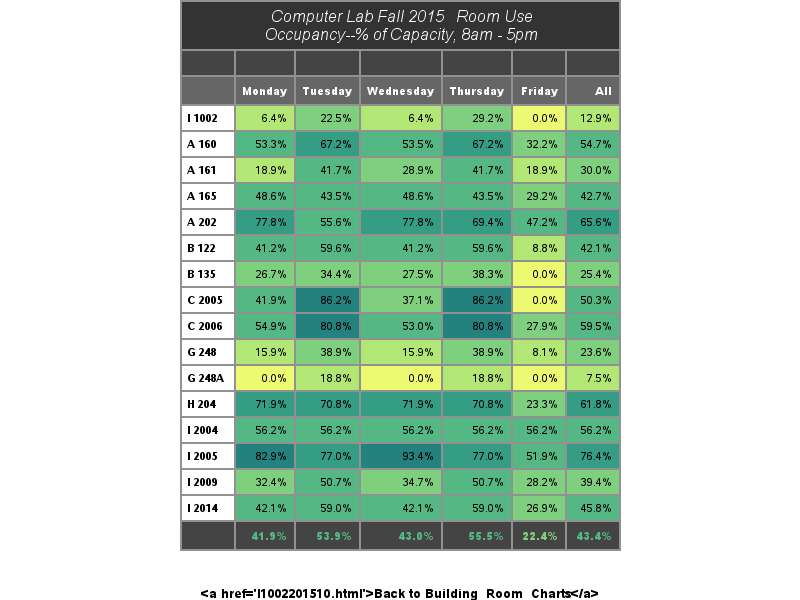 Computer Lab Fall 2015 Room Use
Occupancy--% of Capacity, 8am - 5pm
Monday Tuesday Wednesday Thursday Friday All
I 1002 6.4% 22.5% 6.4% 29.2% 0.0% 12.9%
A 160 53.3% 67.2% 53.5% 67.2% 32.2% 54.7%
A 161 18.9% 41.7% 28.9% 41.7% 18.9% 30.0%
A 165 48.6% 43.5% 48.6% 43.5% 29.2% 42.7%
A 202 77.8% 55.6% 77.8% 69.4% 47.2% 65.6%
B 122 41.2% 59.6% 41.2% 59.6% 8.8% 42.1%
B 135 26.7% 34.4% 27.5% 38.3% 0.0% 25.4%
C 2005 41.9% 86.2% 37.1% 86.2% 0.0% 50.3%
C 2006 54.9% 80.8% 53.0% 80.8% 27.9% 59.5%
G 248 15.9% 38.9% 15.9% 38.9% 8.1% 23.6%
G 248A 0.0% 18.8% 0.0% 18.8% 0.0% 7.5%
H 204 71.9% 70.8% 71.9% 70.8% 23.3% 61.8%
I 2004 56.2% 56.2% 56.2% 56.2% 56.2% 56.2%
I 2005 82.9% 77.0% 93.4% 77.0% 51.9% 76.4%
I 2009 32.4% 50.7% 34.7% 50.7% 28.2% 39.4%
I 2014 42.1% 59.0% 42.1% 59.0% 26.9% 45.8%
41.9% 53.9% 43.0% 55.5% 22.4% 43.4%
<a href='I1002201510.html'>Back to Building Room Charts</a>